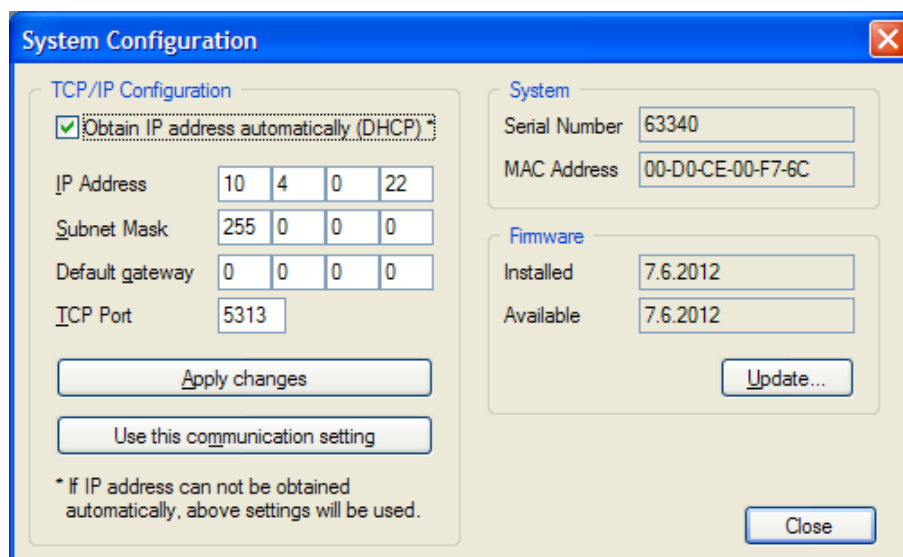 System Configuration
TCP/IP Configuration
Obtain IP address automatically (DHCP) *
IP Address 10 4 0 22
Subnet Mask 255 0 0 0
Default gateway 0 0 0 0
TCP Port 5313
Apply changes
Use this communication setting
* If IP address can not be obtained
automatically, above settings will be used.
System
Serial Number 63340
MAC Address 00-D0-CE-00-F7-6C
Firmware
Installed 7.6.2012
Available 7.6.2012
Update...
Close